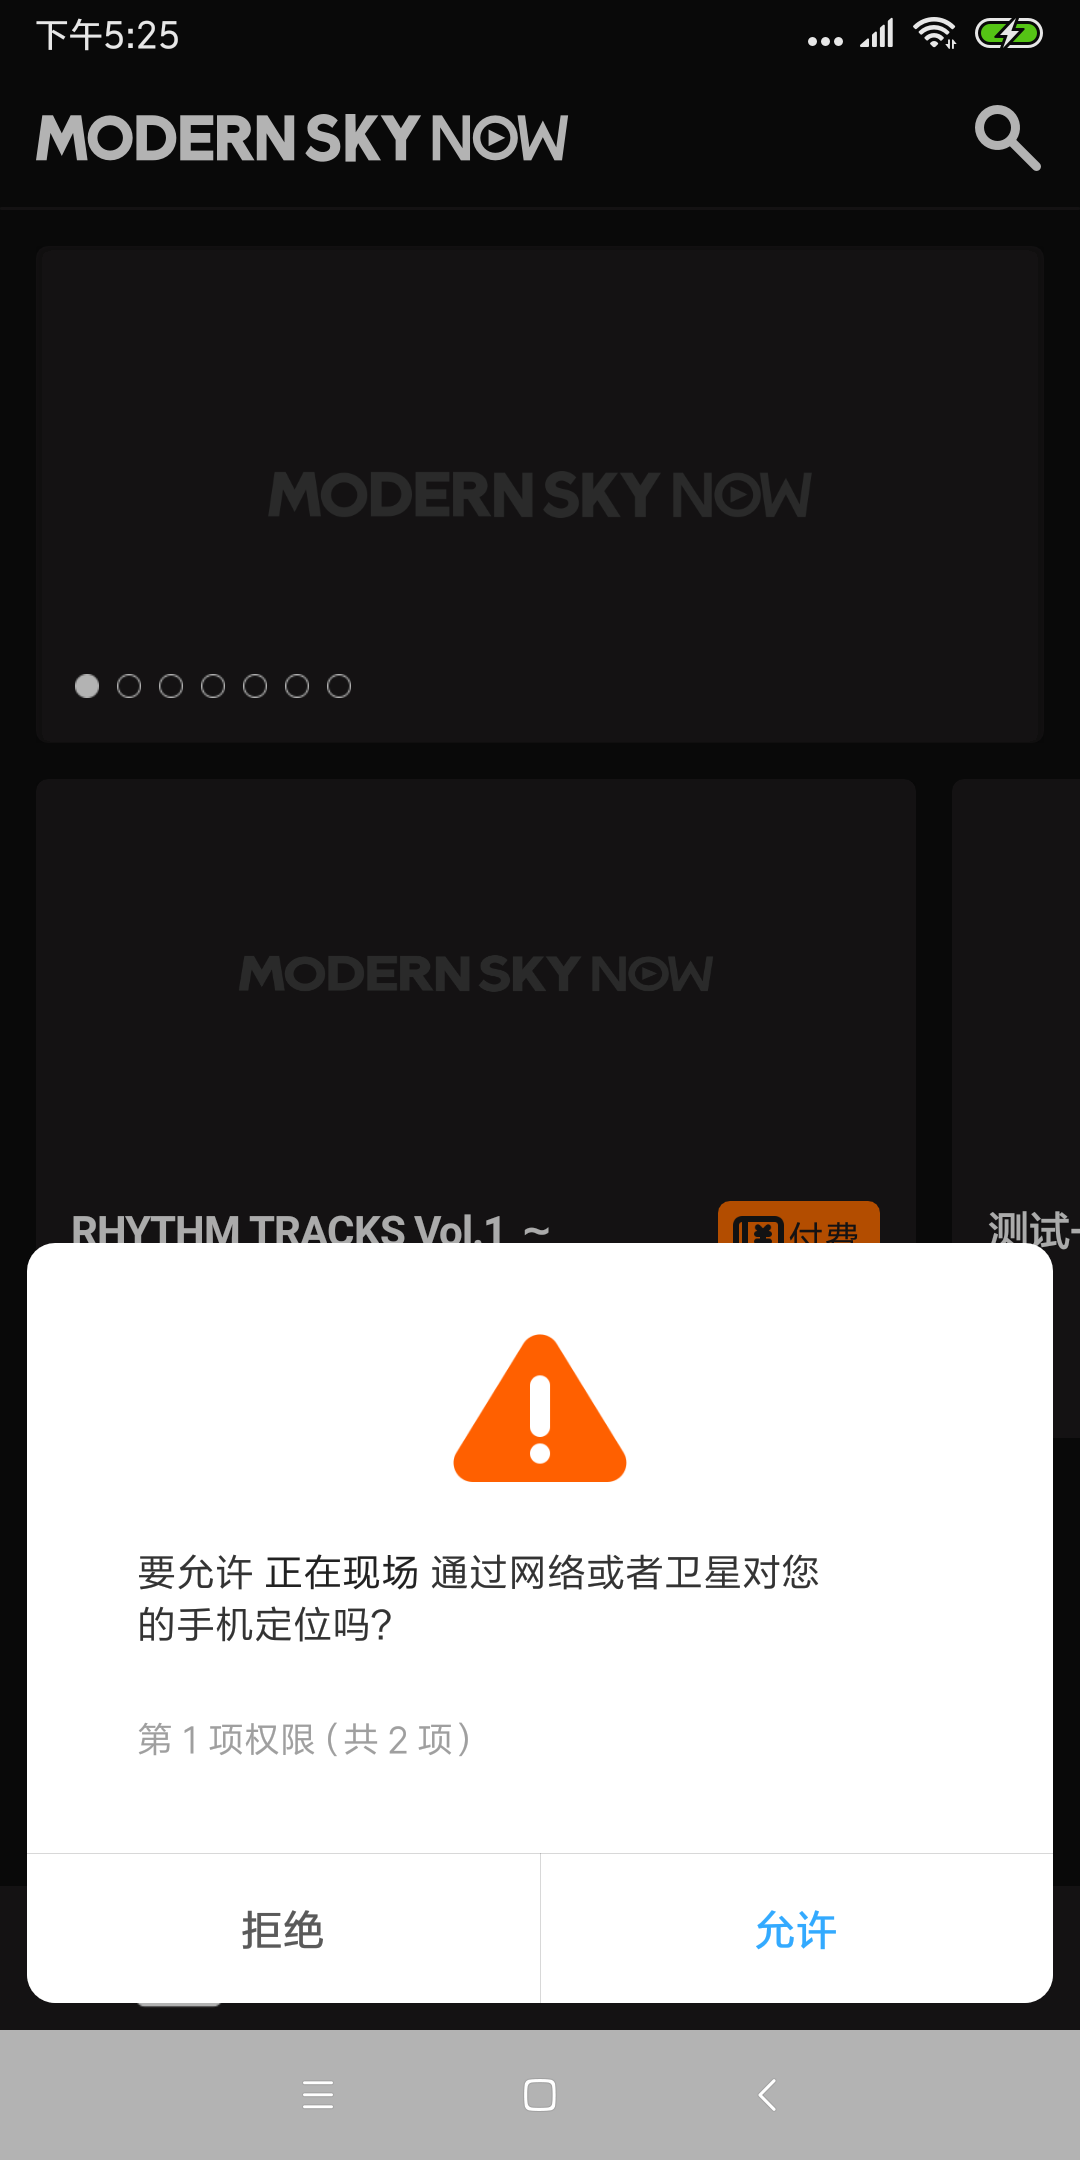 下午5:25
MODERN SKY NOW
MODERN SKY NOW
MODERN SKY NOW
RHYTHM TRACKS Vol.1 ~
付费
测试
要允许 正在现场 通过网络或者卫星对您
的手机定位吗?
第 1 项权限 (共 2 项)
拒绝
允许